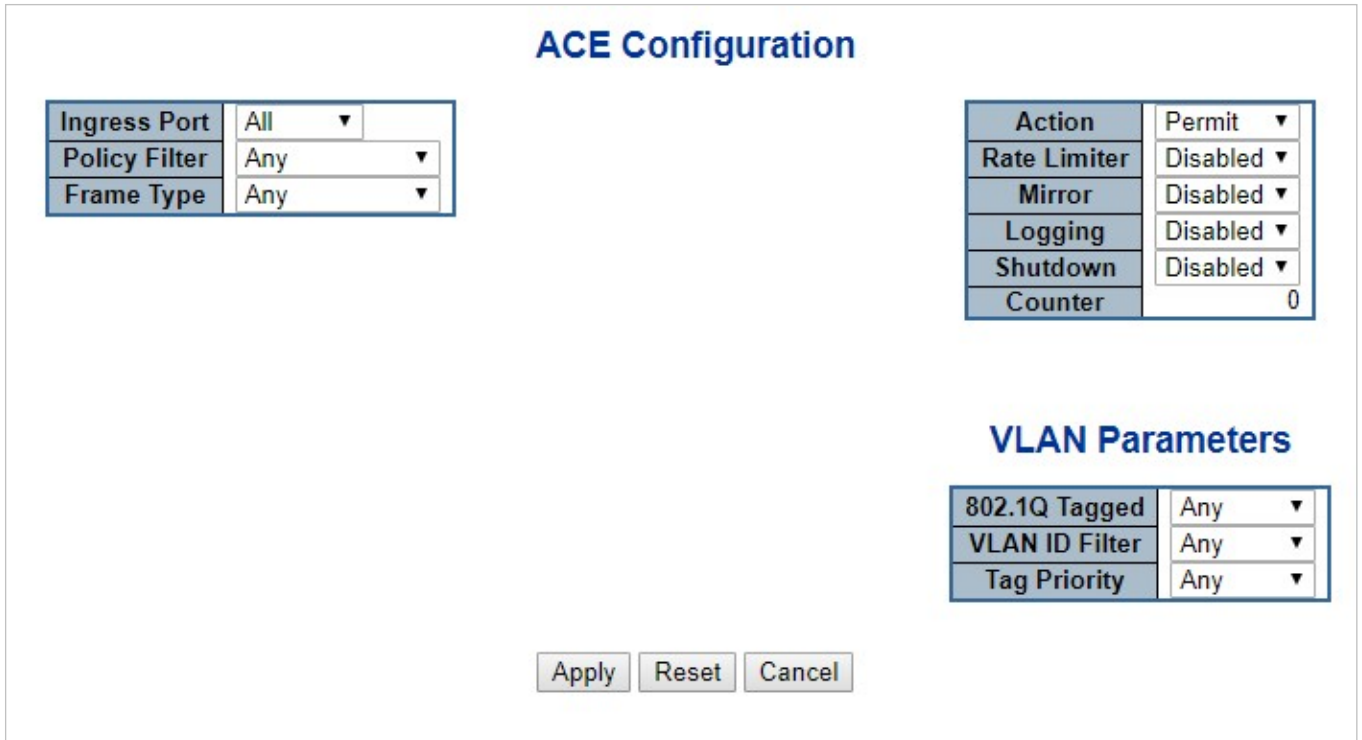 ACE Configuration
Ingress Port All
Policy Filter Any
Frame Type Any
Action Permit
Rate Limiter Disabled
Mirror Disabled
Logging Disabled
Shutdown Disabled
Counter 0
VLAN Parameters
802.1Q Tagged Any
VLAN ID Filter Any
Tag Priority Any
Apply Reset Cancel